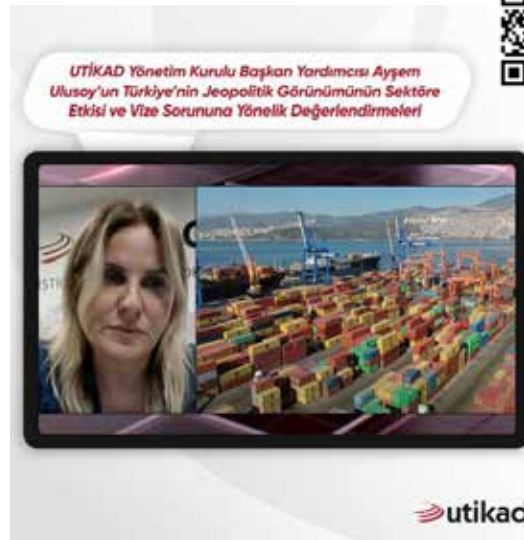 UTİKAD Yönetim Kurulu Başkan Yardımcısı Ayşem
Ulusoy'un Türkiye'nin Jeopolitik Görünümünün Sektöre
Etkisi ve Vize Sorununa Yönelik Değerlendirmeleri
utikad